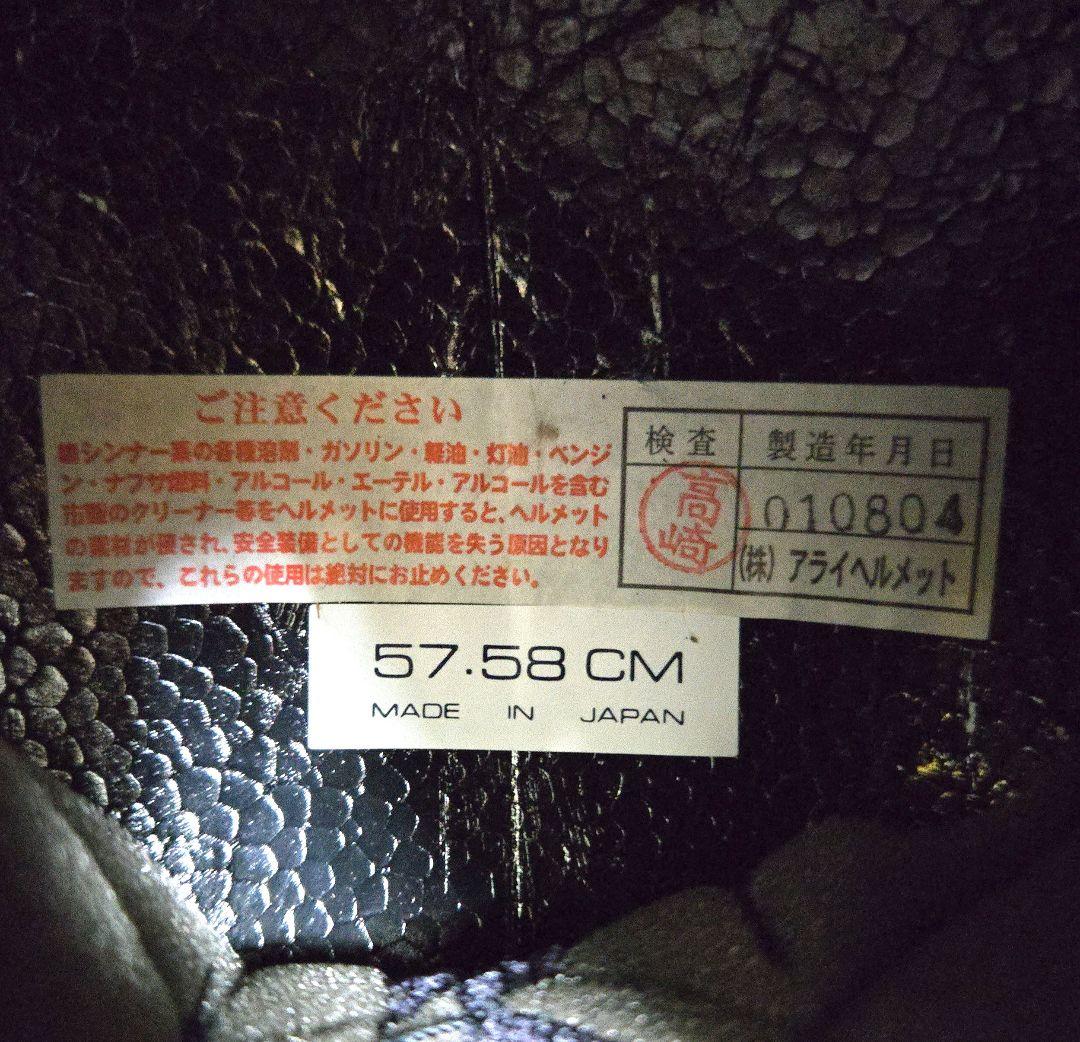 ご注意ください
シンナー系の各種溶剤・ガソリン・軽油・灯油・ベンジ
ン・ナフサ燃料・アルコール・エーテル・アルコールを含む
市販のクリーナー等をヘルメットに使用すると、ヘルメット
の素材が侵され、安全装備としての機能を失う原因となり
ますので、これらの使用は絶対にお止めください。
検査
製造年月日
高崎
010804
(株)アライヘルメット
57.58 CM
MADE IN JAPAN